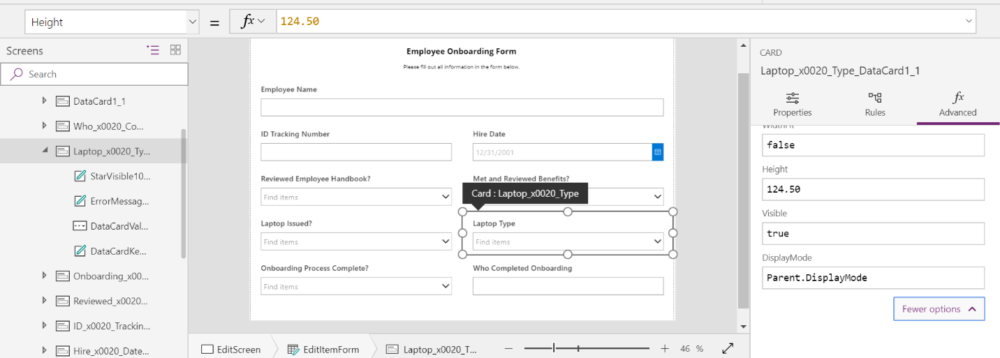 Height
=
fx
124.50
Screens
Search
DataCard1_1
Who_x0020_Co...
Laptop_x0020_Ty...
StarVisible10...
ErrorMessag...
DataCardVal...
DataCardKe...
Onboarding_x00...
Reviewed_x0020...
ID_x0020_Trackin...
Hire_x0020_Date...
Employee Onboarding Form
Please fill out all information in the form below.
Employee Name
ID Tracking Number
Hire Date
12/31/2001
Reviewed Employee Handbook?
Met and Reviewed Benefits?
Find items
Card : Laptop_x0020_Type
Laptop Issued?
Laptop Type
Find items
Find items
Onboarding Process Complete?
Who Completed Onboarding
Find items
EditScreen
EditItemForm
Laptop_x0020_T...
46 %
CARD
Laptop_x0020_Type_DataCard1_1
Properties
Rules
fx
Advanced
WidthFit
false
Height
124.50
Visible
true
DisplayMode
Parent.DisplayMode
Fewer options